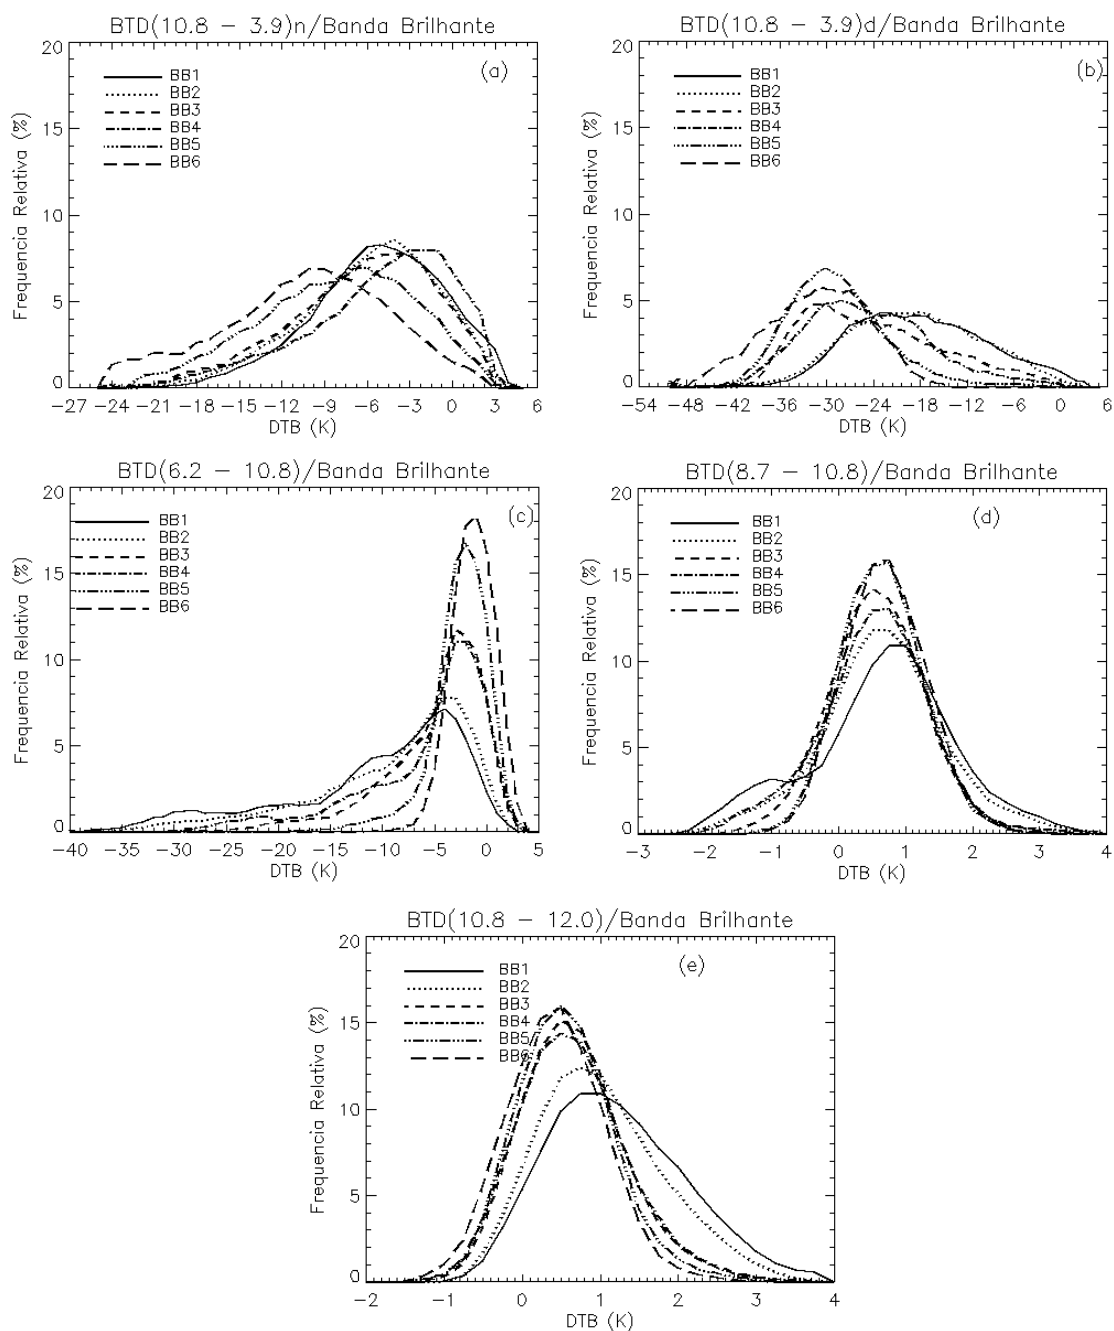 BTD(10.8 − 3.9)n/Banda Brilhante
BTD(10.8 − 3.9)d/Banda Brilhante
(a)
BB1
BB2
BB3
BB4
BB5
BB6
20
15
10
5
0
Frequencia Relativa (%)
−27 −24 −21 −18 −15 −12 −9 −6 −3 0 3 6
DTB (K)
(b)
BB1
BB2
BB3
BB4
BB5
BB6
20
15
10
5
0
Frequencia Relativa (%)
−54 −48 −42 −36 −30 −24 −18 −12 −6 0 6
DTB (K)
BTD(6.2 − 10.8)/Banda Brilhante
BTD(8.7 − 10.8)/Banda Brilhante
(c)
BB1
BB2
BB3
BB4
BB5
BB6
20
15
10
5
0
Frequencia Relativa (%)
−40 −35 −30 −25 −20 −15 −10 −5 0 5
DTB (K)
(d)
BB1
BB2
BB3
BB4
BB5
BB6
20
15
10
5
0
Frequencia Relativa (%)
−3 −2 −1 0 1 2 3 4
DTB (K)
BTD(10.8 − 12.0)/Banda Brilhante
(e)
BB1
BB2
BB3
BB4
BB5
BB6
20
15
10
5
0
Frequencia Relativa (%)
−2 −1 0 1 2 3 4
DTB (K)